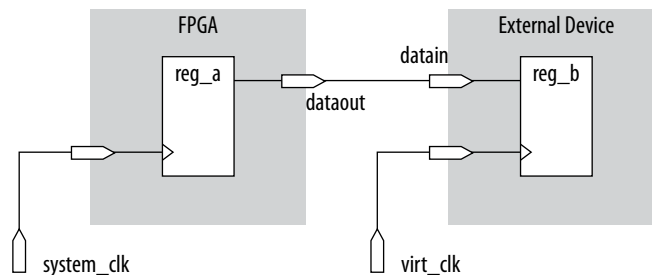 FPGA
External Device
datain
reg_a
reg_b
dataout
system_clk
virt_clk